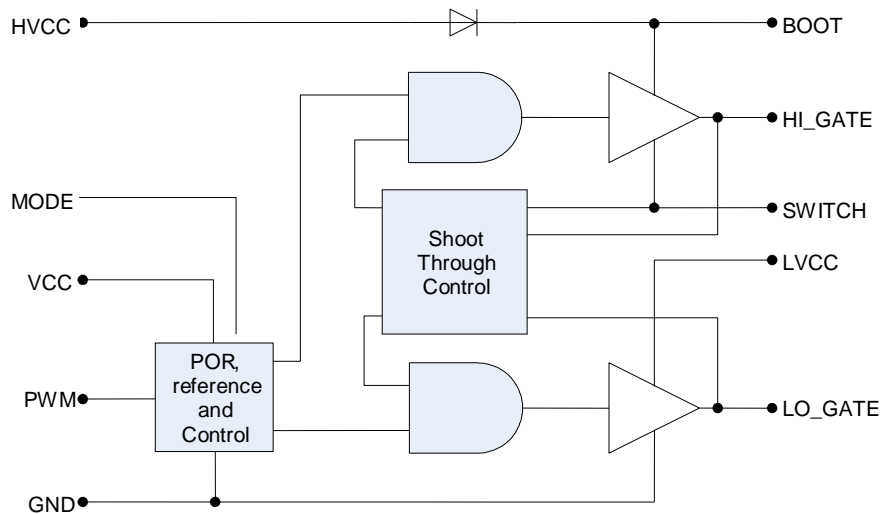 HVCC
BOOT
HI_GATE
MODE
SWITCH
Shoot
Through
Control
LVCC
VCC
POR,
reference
and
Control
PWM
LO_GATE
GND